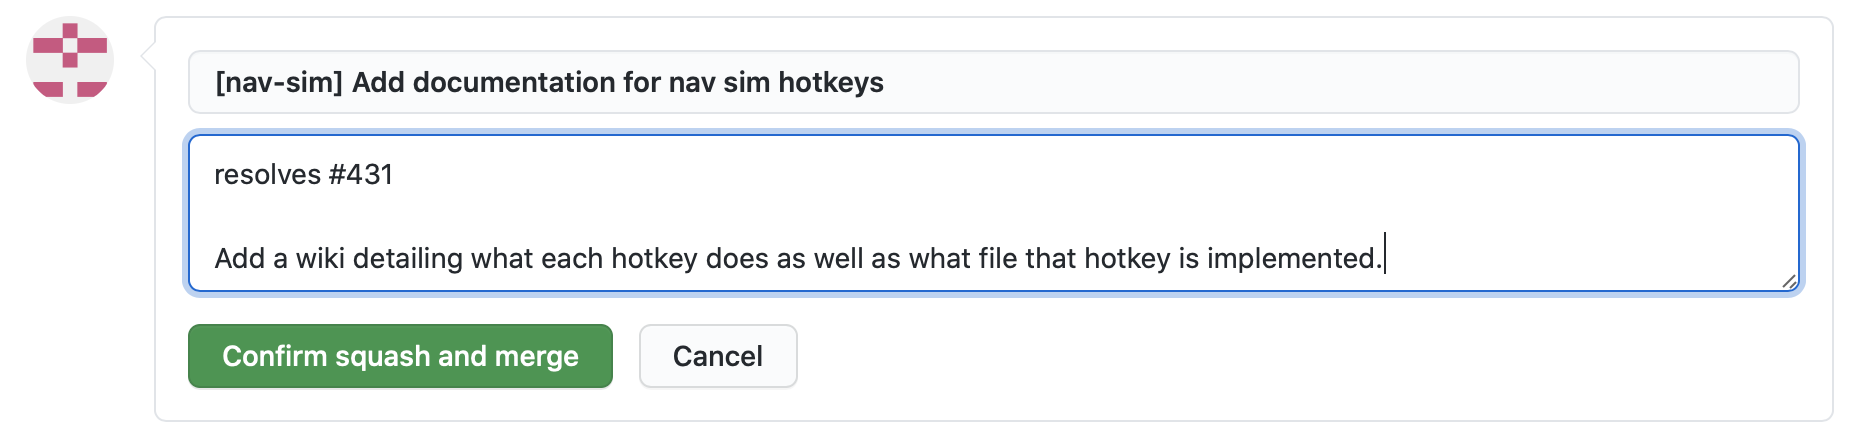 [nav-sim] Add documentation for nav sim hotkeys
resolves #431
Add a wiki detailing what each hotkey does as well as what file that hotkey is implemented.
Confirm squash and merge
Cancel